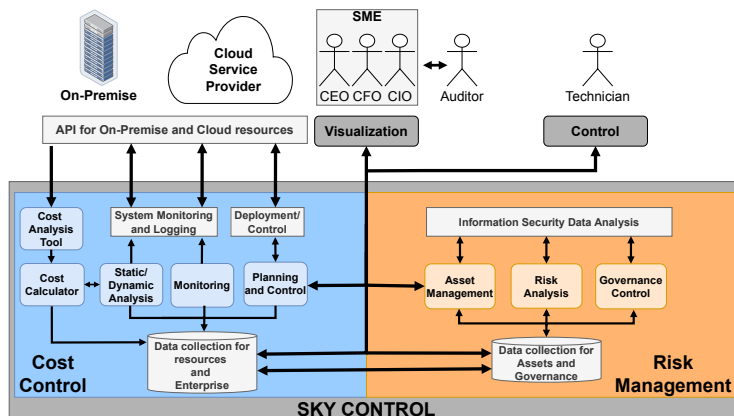 SME
Cloud
Service
Provider
On-Premise
CEO CFO CIO
Auditor
Technician
API for On-Premise and Cloud resources
Visualization
Control
Cost
Analysis
Tool
System Monitoring
and Logging
Deployment/
Control
Information Security Data Analysis
Cost
Calculator
Static/
Dynamic
Analysis
Monitoring
Planning
and Control
Asset
Management
Risk
Analysis
Governance
Control
Data collection for
resources
and
Enterprise
Data collection for
Assets and
Governance
Cost
Control
Risk
Management
SKY CONTROL